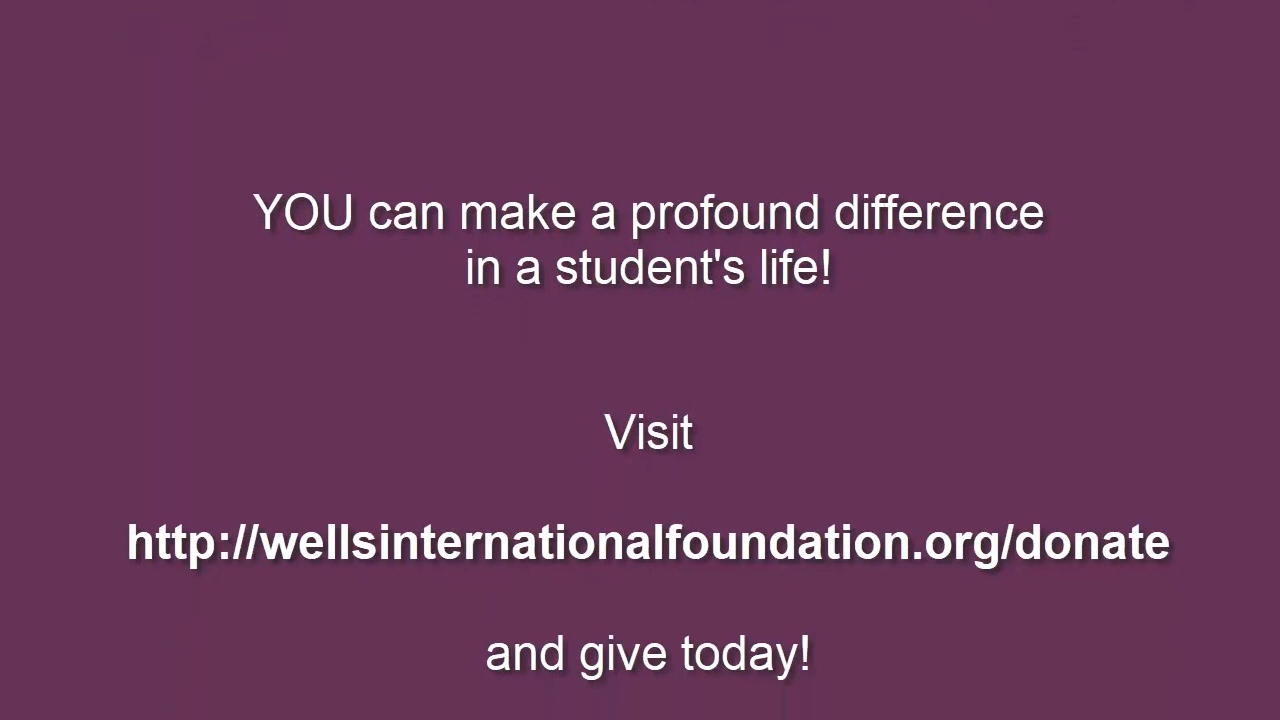 YOU can make a profound difference
in a student's life!
Visit
http://wellsinternationalfoundation.org/donate
and give today!